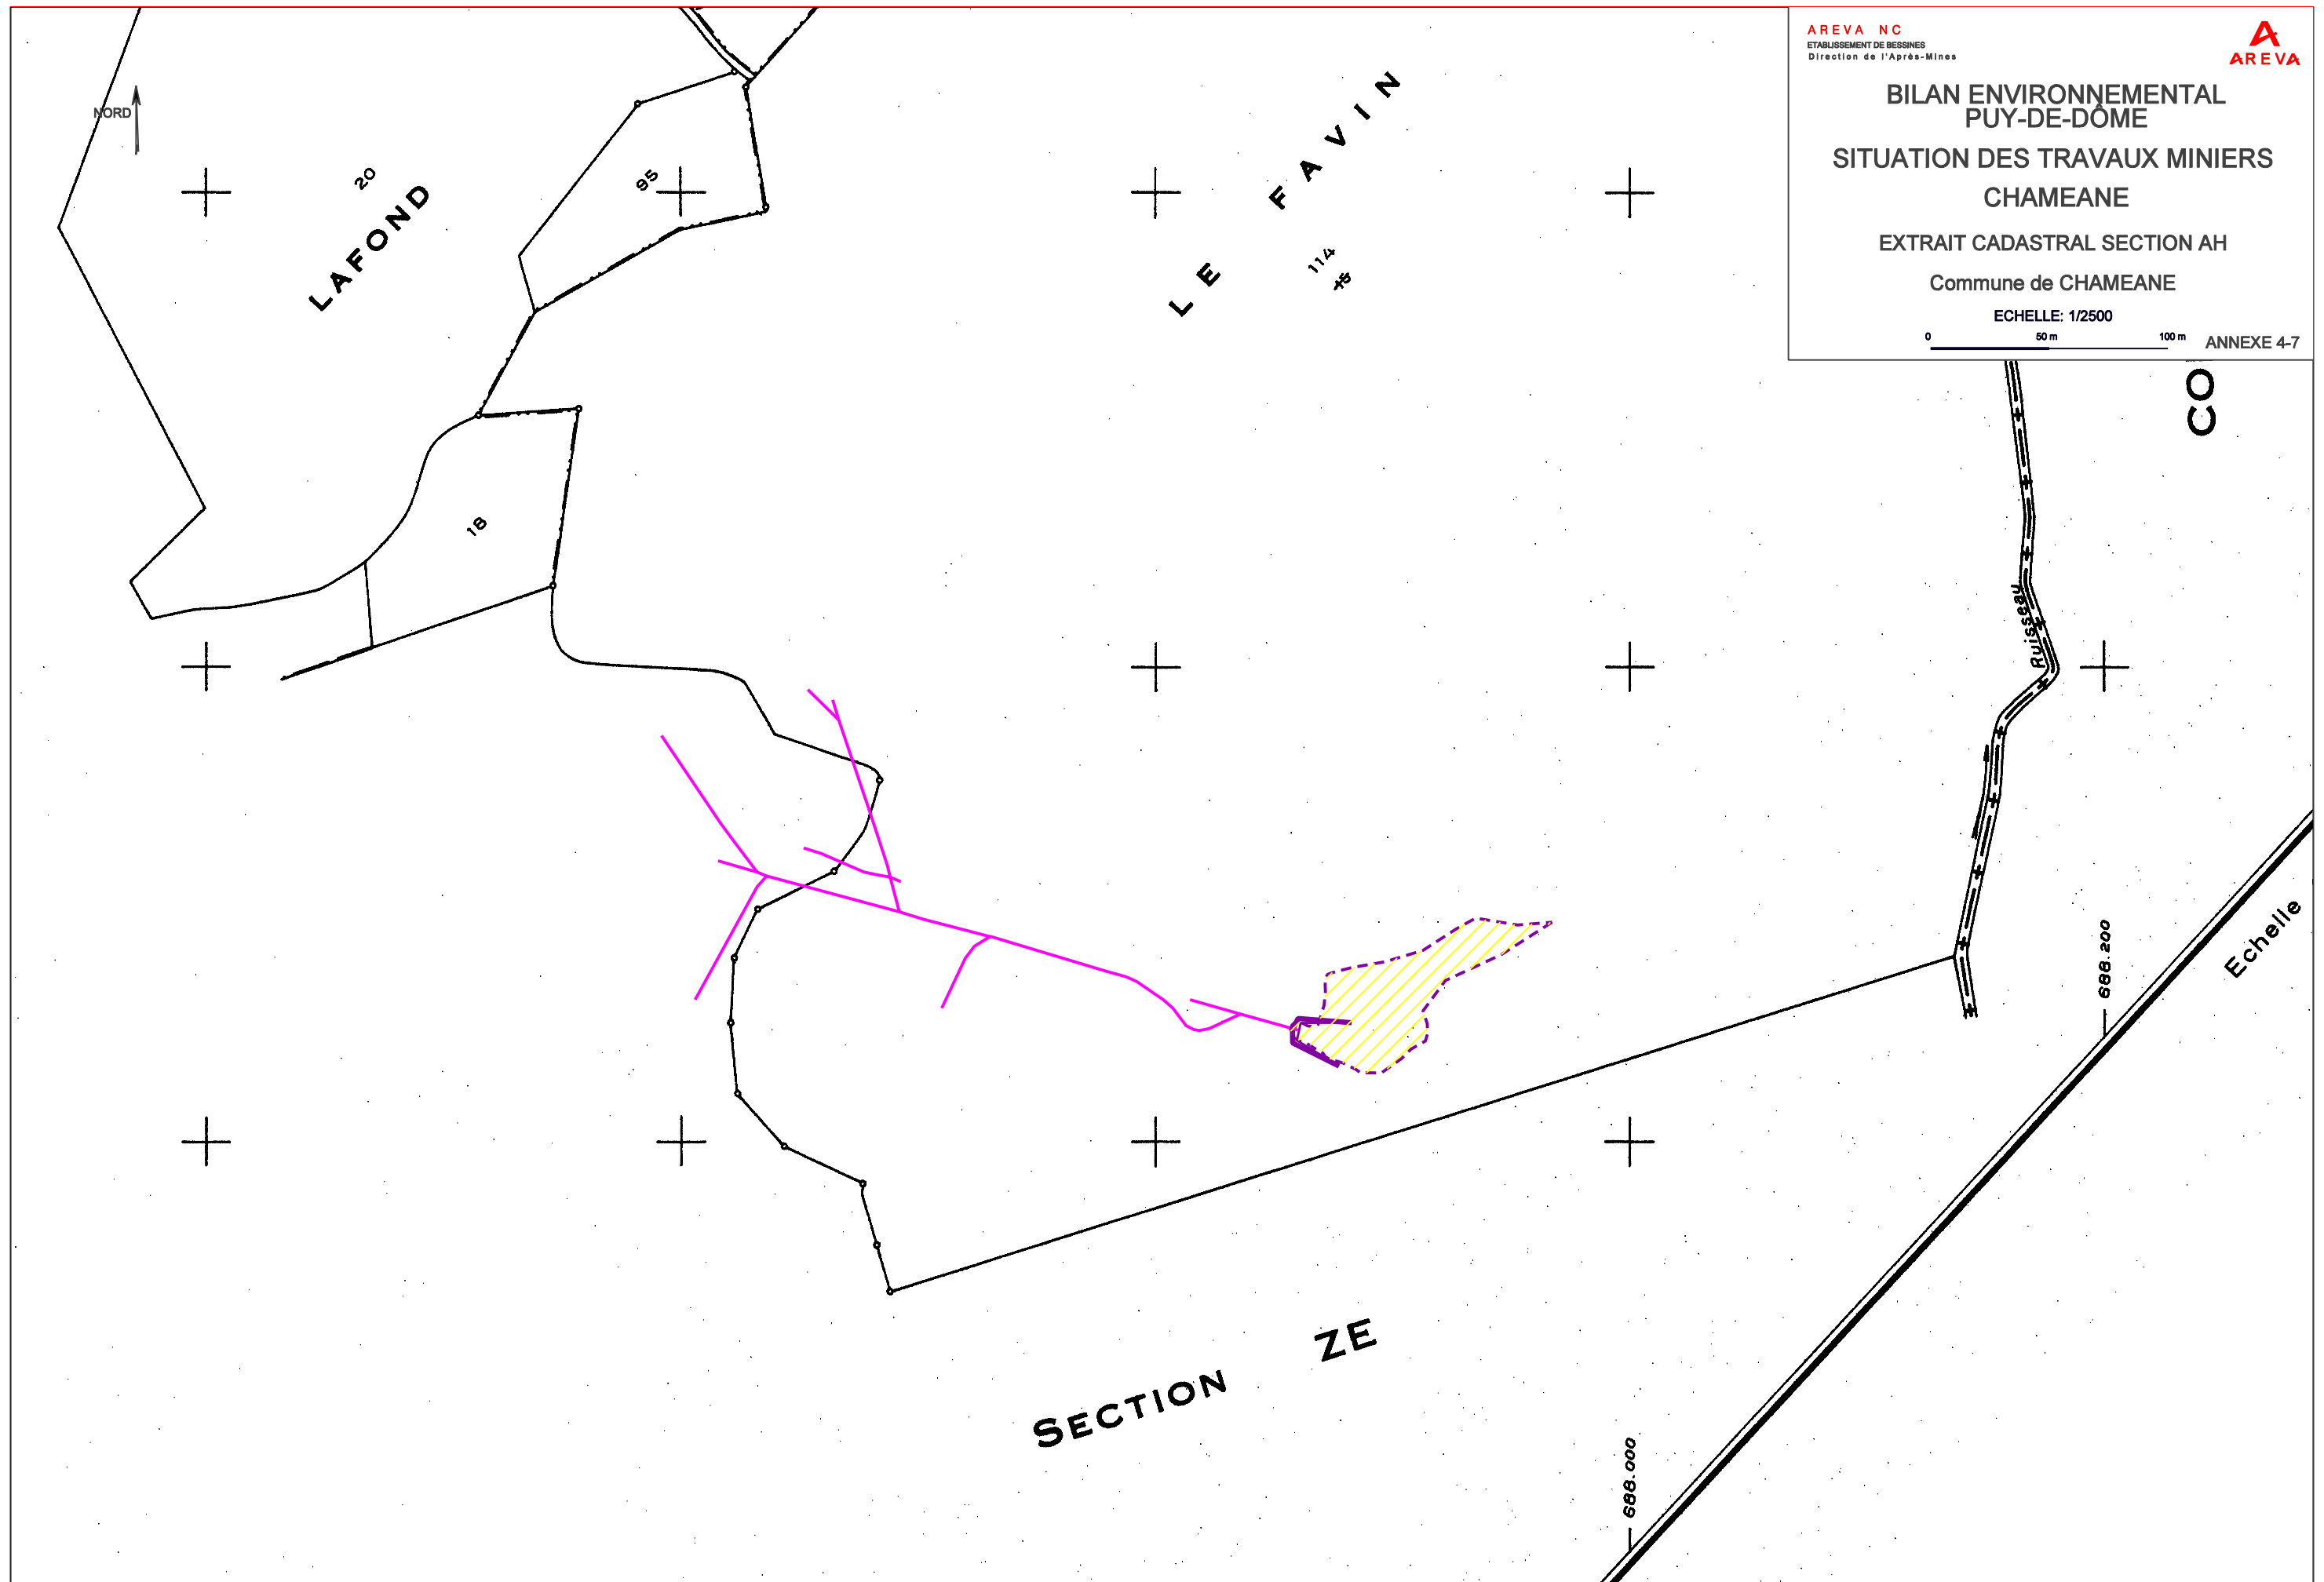 AREVA NC
ETABLISSEMENT DE BESSINES
Direction de l'Après-Mines
AREVA
BILAN ENVIRONNEMENTAL
PUY-DE-DÔME
SITUATION DES TRAVAUX MINIERS
CHAMEANE
EXTRAIT CADASTRAL SECTION AH
Commune de CHAMEANE
ECHELLE: 1/2500
0 50 m 100 m
ANNEXE 4-7
NORD
20
LAFOND
95
LE FAVIN
114
18
CO
Ruisseau
688.200
Echelle
SECTION ZE
688.000